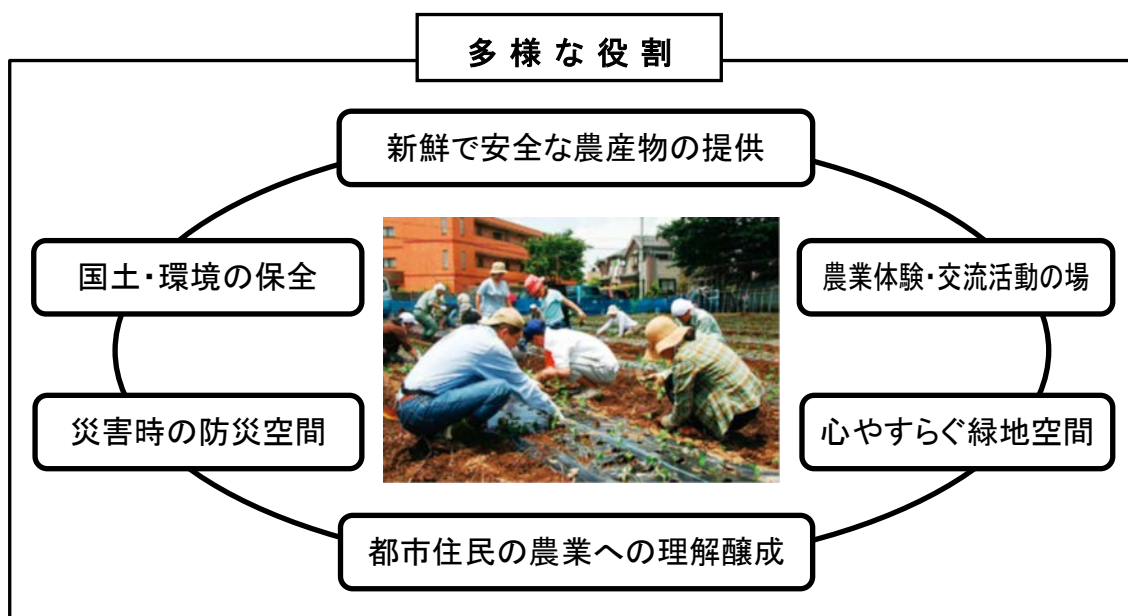 多様な役割
新鮮で安全な農産物の提供
国土・環境の保全
農業体験・交流活動の場
災害時の防災空間
心やすらぐ緑地空間
都市住民の農業への理解醸成